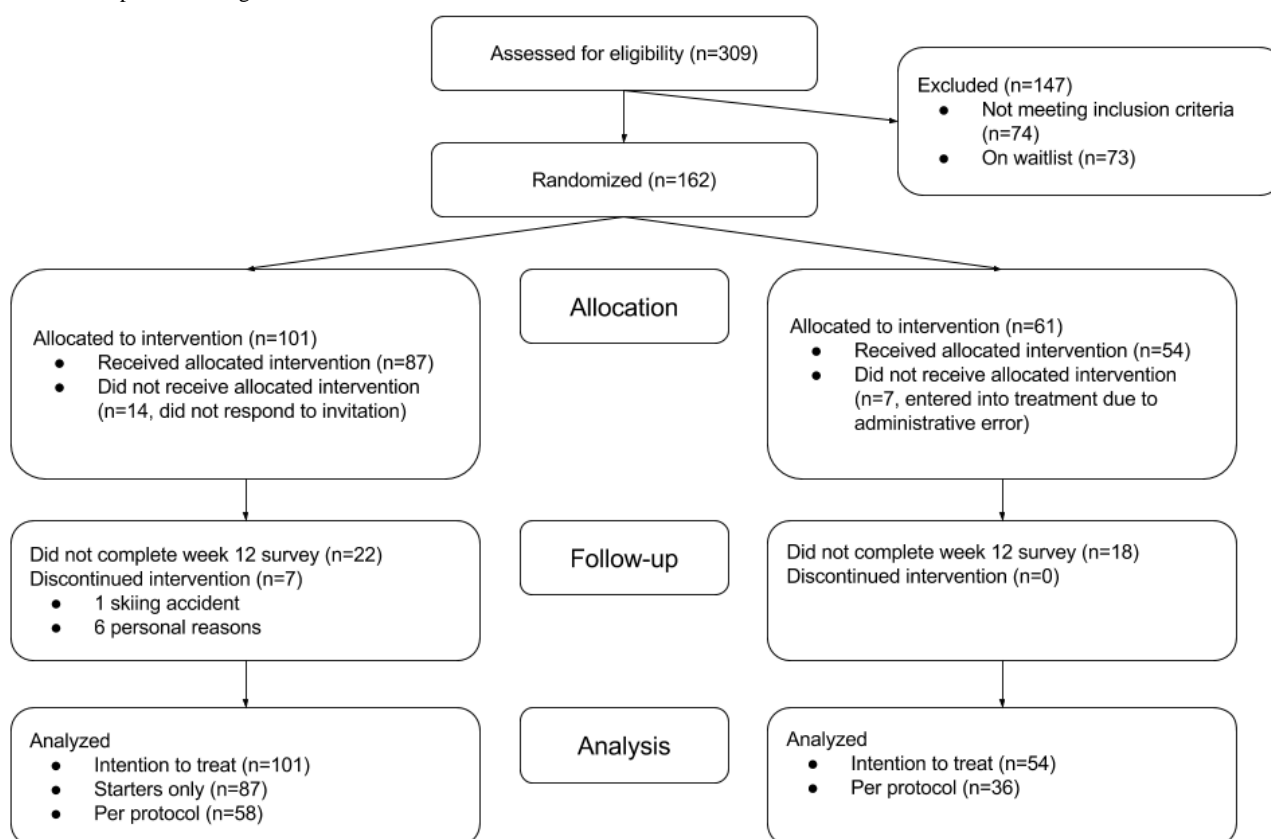 Assessed for eligibility (n=309)
Excluded (n=147)
● Not meeting inclusion criteria
(n=74)
● On waitlist (n=73)
Randomized (n=162)
Allocation
Allocated to intervention (n=101)
● Received allocated intervention (n=87)
● Did not receive allocated intervention
(n=14, did not respond to invitation)
Allocated to intervention (n=61)
● Received allocated intervention (n=54)
● Did not receive allocated intervention
(n=7, entered into treatment due to
administrative error)
Follow-up
Did not complete week 12 survey (n=22)
Discontinued intervention (n=7)
● 1 skiing accident
● 6 personal reasons
Did not complete week 12 survey (n=18)
Discontinued intervention (n=0)
Analysis
Analyzed
● Intention to treat (n=101)
● Starters only (n=87)
● Per protocol (n=58)
Analyzed
● Intention to treat (n=54)
● Per protocol (n=36)